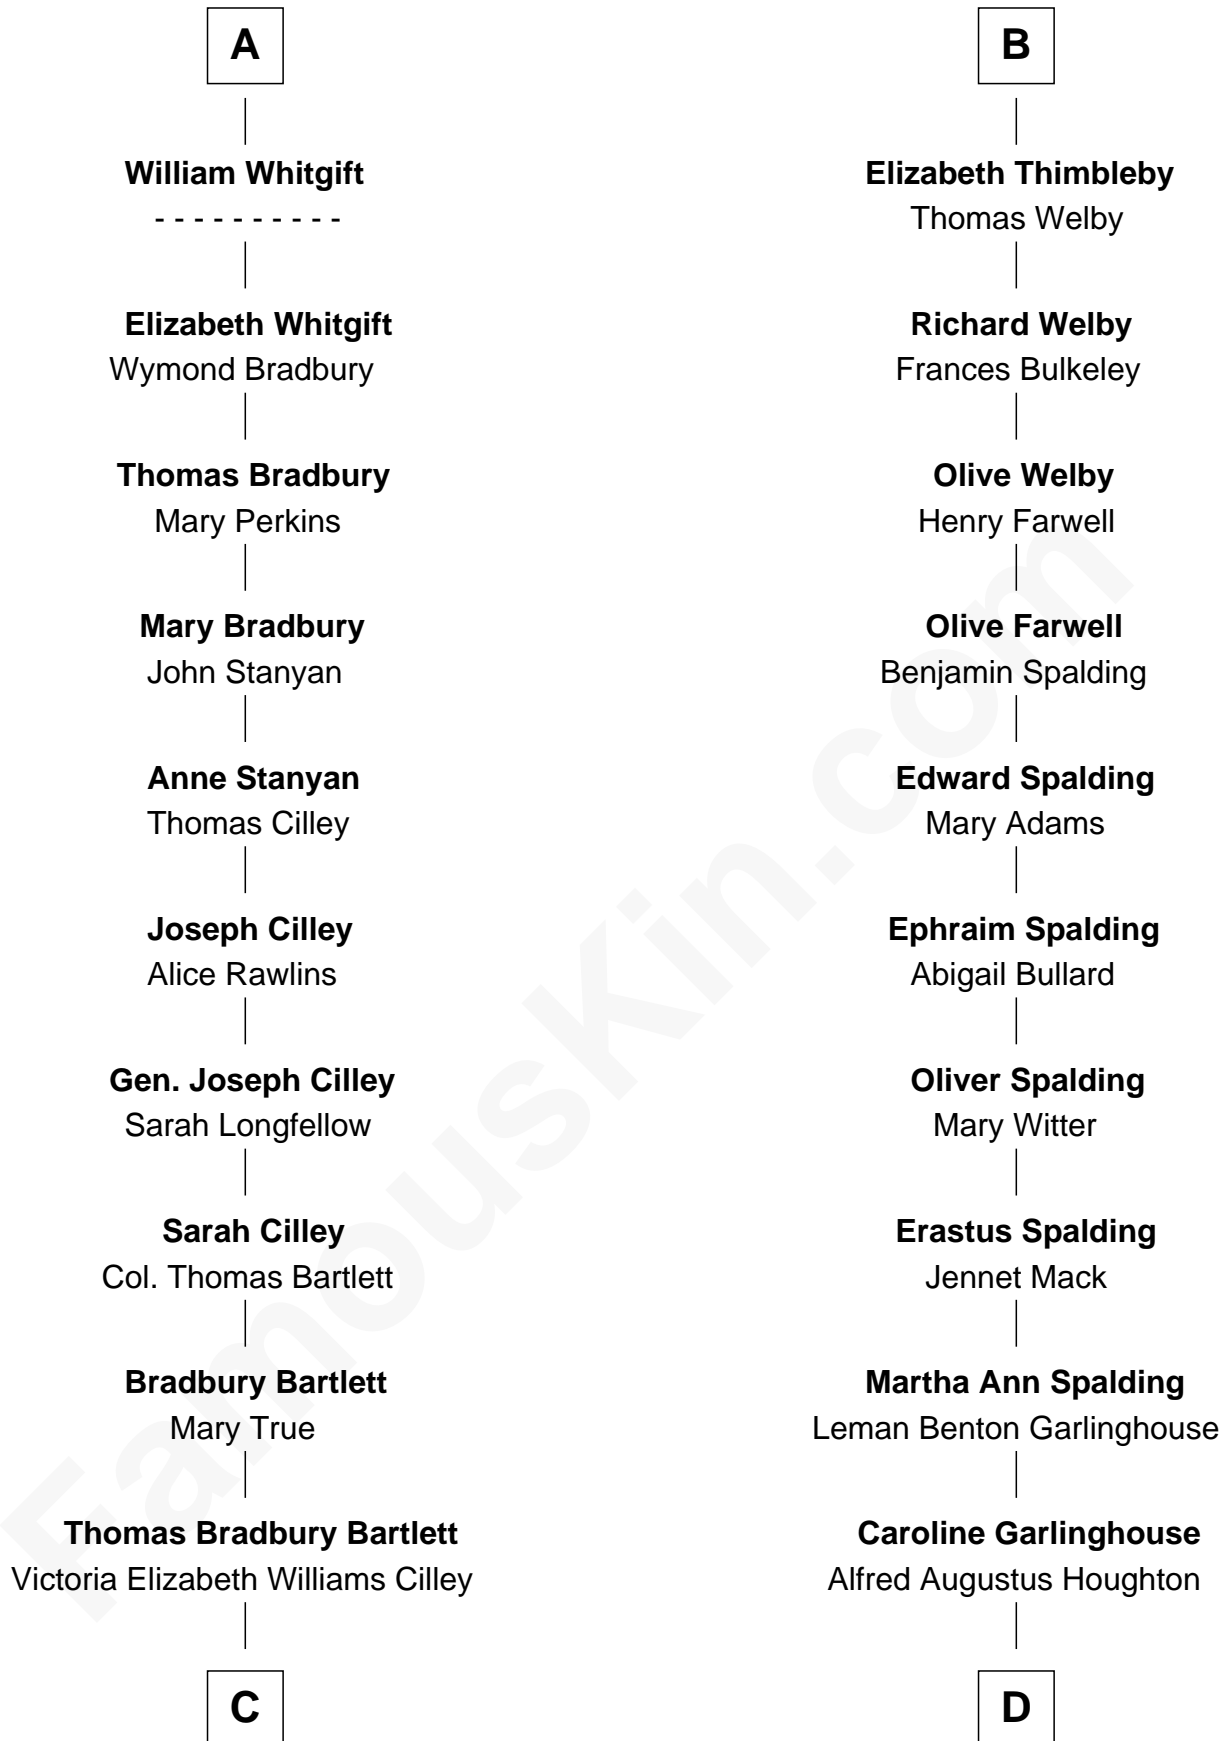 A
William Whitgift
- - - - - - - - - -
Elizabeth Whitgift
Wymond Bradbury
Thomas Bradbury
Mary Perkins
Mary Bradbury
John Stanyan
Anne Stanyan
Thomas Cilley
Joseph Cilley
Alice Rawlins
Gen. Joseph Cilley
Sarah Longfellow
Sarah Cilley
Col. Thomas Bartlett
Bradbury Bartlett
Mary True
Thomas Bradbury Bartlett
Victoria Elizabeth Williams Cilley
C
B
Elizabeth Thimbleby
Thomas Welby
Richard Welby
Frances Bulkeley
Olive Welby
Henry Farwell
Olive Farwell
Benjamin Spalding
Edward Spalding
Mary Adams
Ephraim Spalding
Abigail Bullard
Oliver Spalding
Mary Witter
Erastus Spalding
Jennet Mack
Martha Ann Spalding
Leman Benton Garlinghouse
Caroline Garlinghouse
Alfred Augustus Houghton
D
FamousKin.com